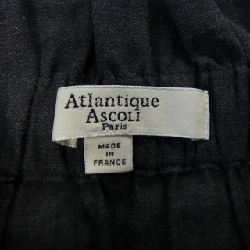 Atlantique
ASCOLI
Paris
MADE
IN
FRANCE